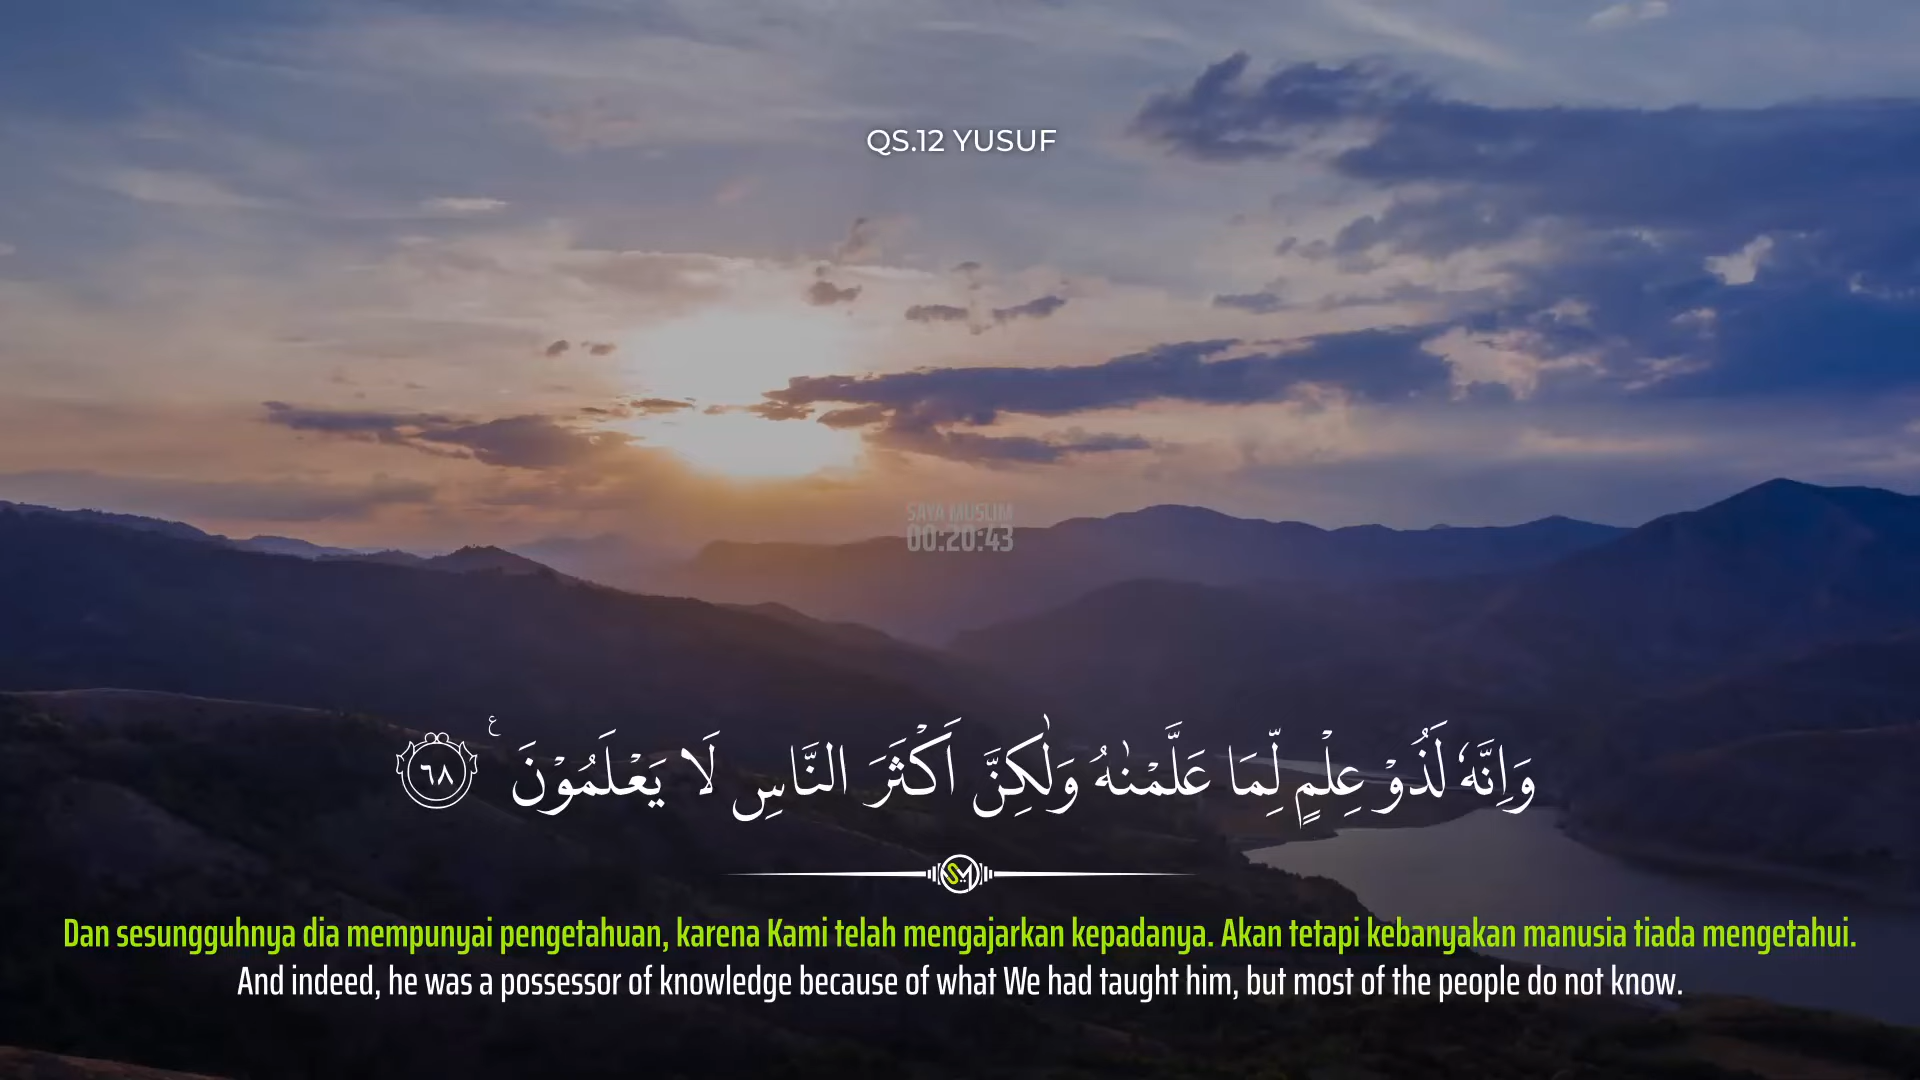 QS.12 YUSUF
SAYA MUSLIM
00:20:43
وَاِنَّهٗ لَذُوْ عِلْمٍ لِّمَا عَلَّمْنٰهُ وَلٰكِنَّ اَكْثَرَ النَّاسِ لَا يَعْلَمُوْنَ ࣖ ٦٨
SM
Dan sesungguhnya dia mempunyai pengetahuan, karena Kami telah mengajarkan kepadanya. Akan tetapi kebanyakan manusia tiada mengetahui.
And indeed, he was a possessor of knowledge because of what We had taught him, but most of the people do not know.